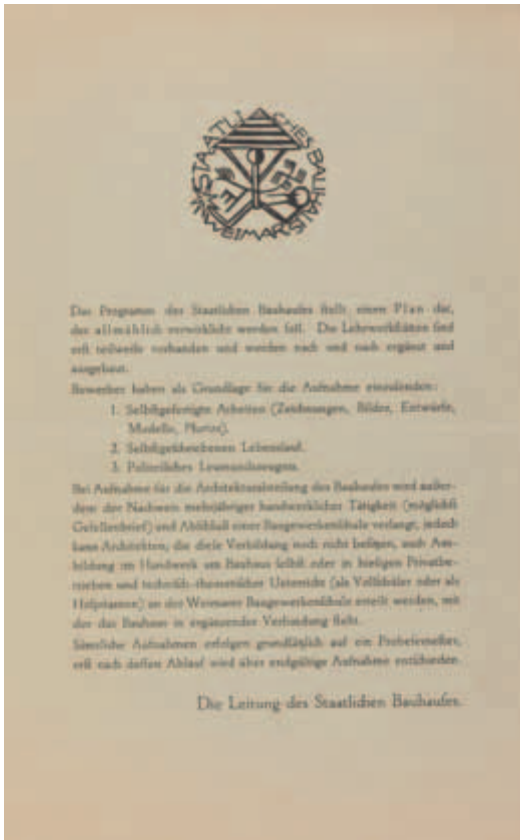 STAATLICHES BAUHAUS WEIMAR
Das Programm des Staatlichen Bauhauſes ſtellt einen Plan dar,
der allmählich verwirklicht werden ſoll. Die Lehrwerkſtätten ſind
erſt teilweiſe vorhanden und werden nach und nach ergänzt und
ausgebaut.
Bewerber haben als Grundlage für die Aufnahme einzuſenden:
1. Selbſtgefertigte Arbeiten (Zeichnungen, Bilder, Entwürfe,
Modelle, Photos).
2. Selbſtgeſchriebenen Lebenslauf.
3. Polizeiliches Leumundszeugnis.
Bei Aufnahme für die Architekturabteilung des Bauhauſes wird außer-
dem der Nachweis mehrjähriger handwerklicher Tätigkeit (möglichſt
Geſellenbrief) und Abſchluß einer Baugewerkenſchule verlangt, jedoch
kann Architekten, die dieſe Vorbildung noch nicht beſitzen, auch Aus-
bildung im Handwerk am Bauhaus ſelbſt oder in hieſigen Privatbe-
trieben und techniſch-theoretiſcher Unterricht (als Vollſchüler oder als
Hoſpitanten) an der Weimarer Baugewerkenſchule erteilt werden, mit
der das Bauhaus in ergänzender Verbindung ſteht.
Sämtliche Aufnahmen erfolgen grundſätzlich auf ein Probeſemeſter,
erſt nach deſſen Ablauf wird über endgültige Aufnahme entſchieden.
Die Leitung des Staatlichen Bauhauſes.